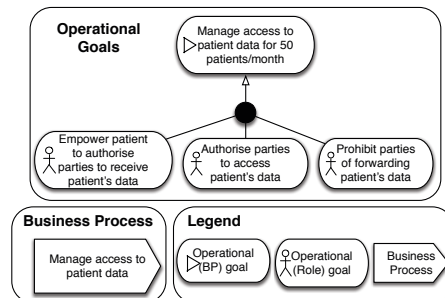 Operational
Goals
Manage access to
patient data for 50
patients/month
Empower patient
to authorise
parties to receive
patient's data
Authorise parties
to access
patient's data
Prohibit parties
of forwarding
patient's data
Business Process
Manage access to
patient data
Legend
Operational
(BP) goal
Operational
(Role) goal
Business
Process